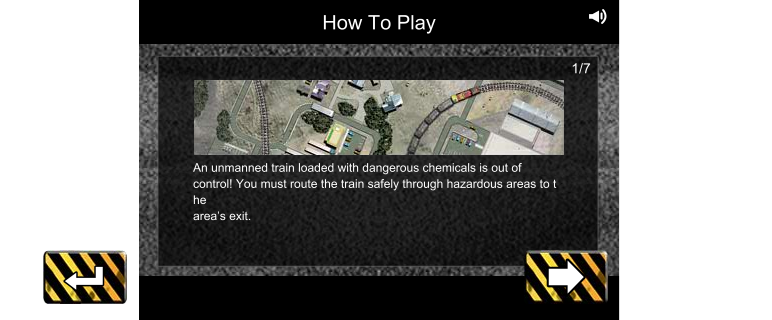 How To Play
1/7
An unmanned train loaded with dangerous chemicals is out of
control! You must route the train safely through hazardous areas to t
he
area's exit.